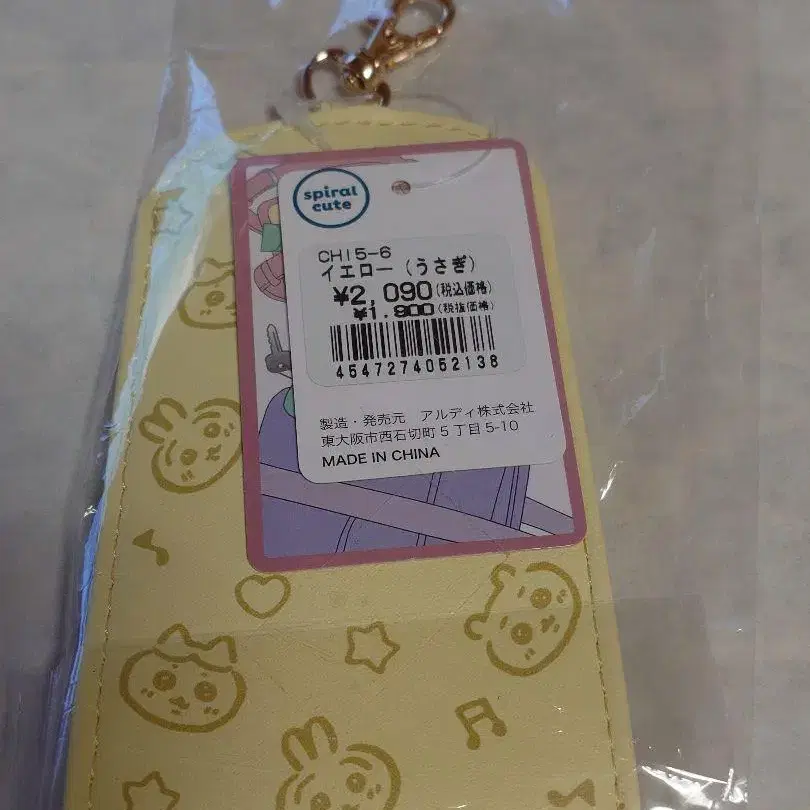 spiral
cute
CH15-6
イエロー（うさぎ）
¥2,090(税込価格)
¥1,900(税抜価格)
4547274052138
製造・発売元　アルディ株式会社
東大阪市西石切町5丁目5-10
MADE IN CHINA